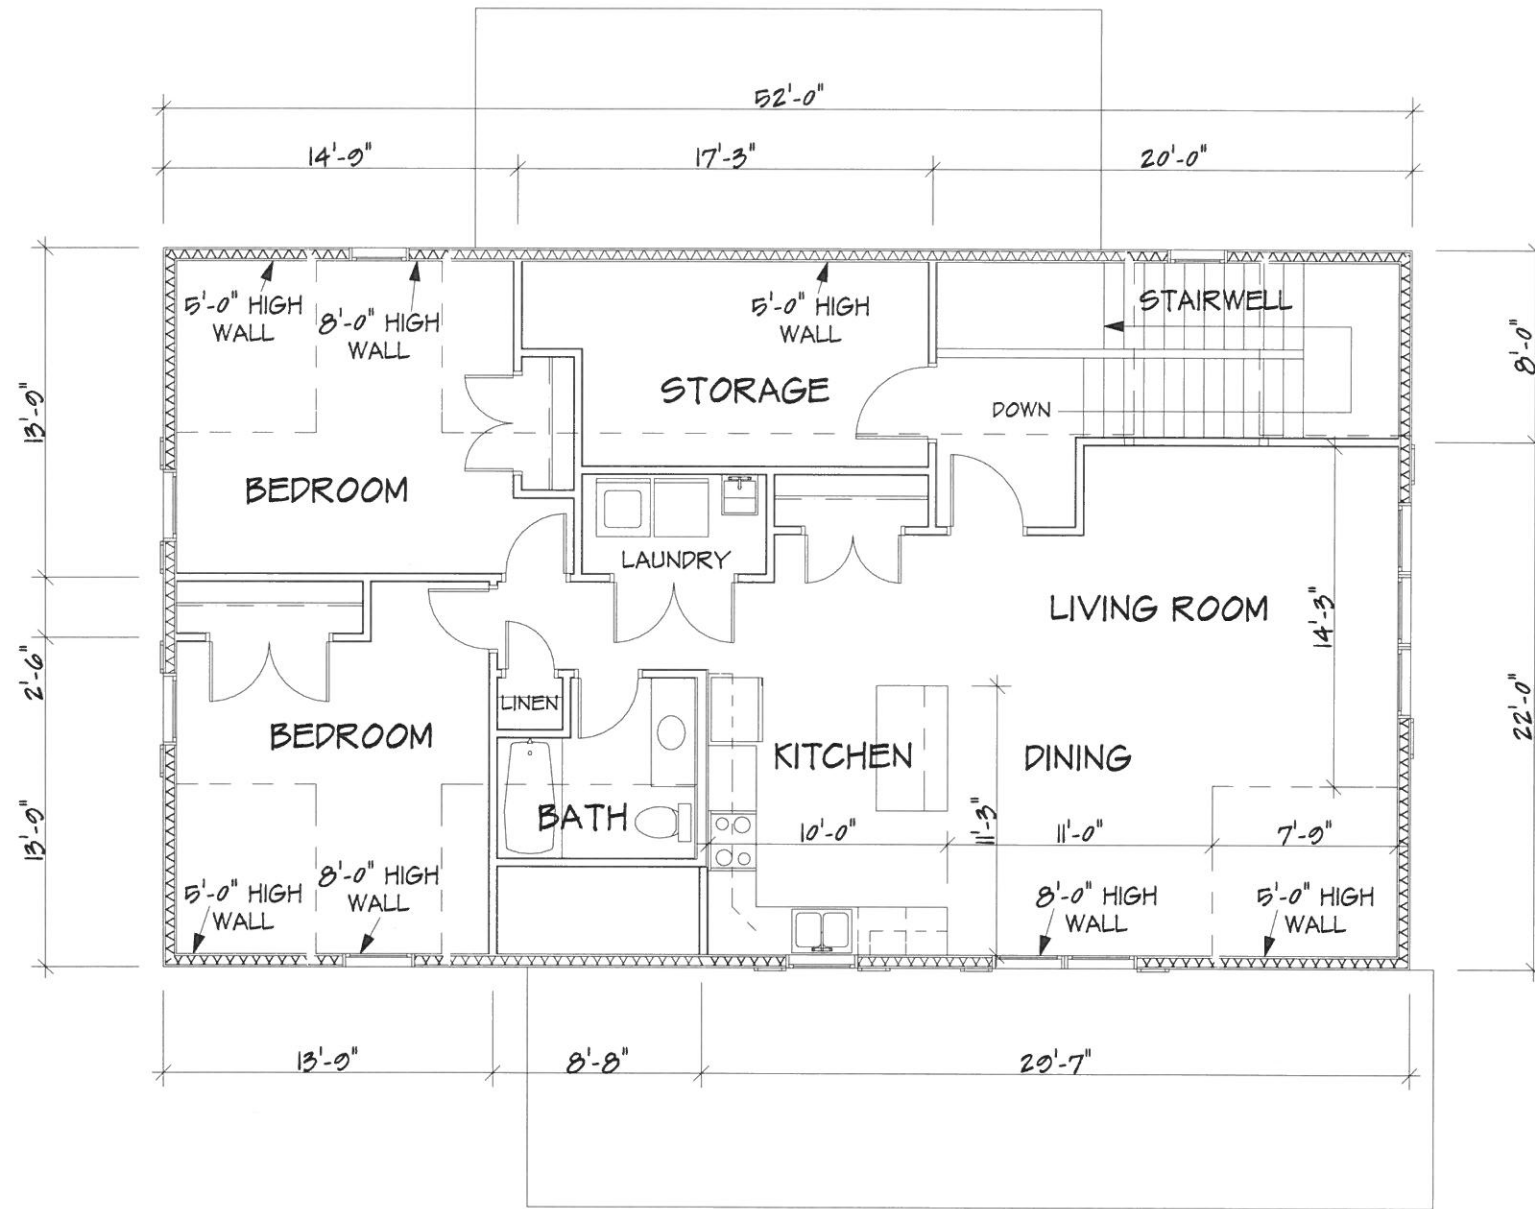 52'-0"
14'-9"
17'-3"
20'-0"
5'-0" HIGH
WALL
8'-0" HIGH
WALL
5'-0" HIGH
WALL
STAIRWELL
8'-0"
13'-9"
STORAGE
DOWN
BEDROOM
LAUNDRY
LIVING ROOM
14'-3"
2'-6"
LINEN
22'-0"
BEDROOM
KITCHEN
DINING
BATH
10'-0"
11'-3"
11'-0"
7'-9"
13'-9"
5'-0" HIGH
WALL
8'-0" HIGH
WALL
8'-0" HIGH
WALL
5'-0" HIGH
WALL
13'-9"
8'-8"
29'-7"